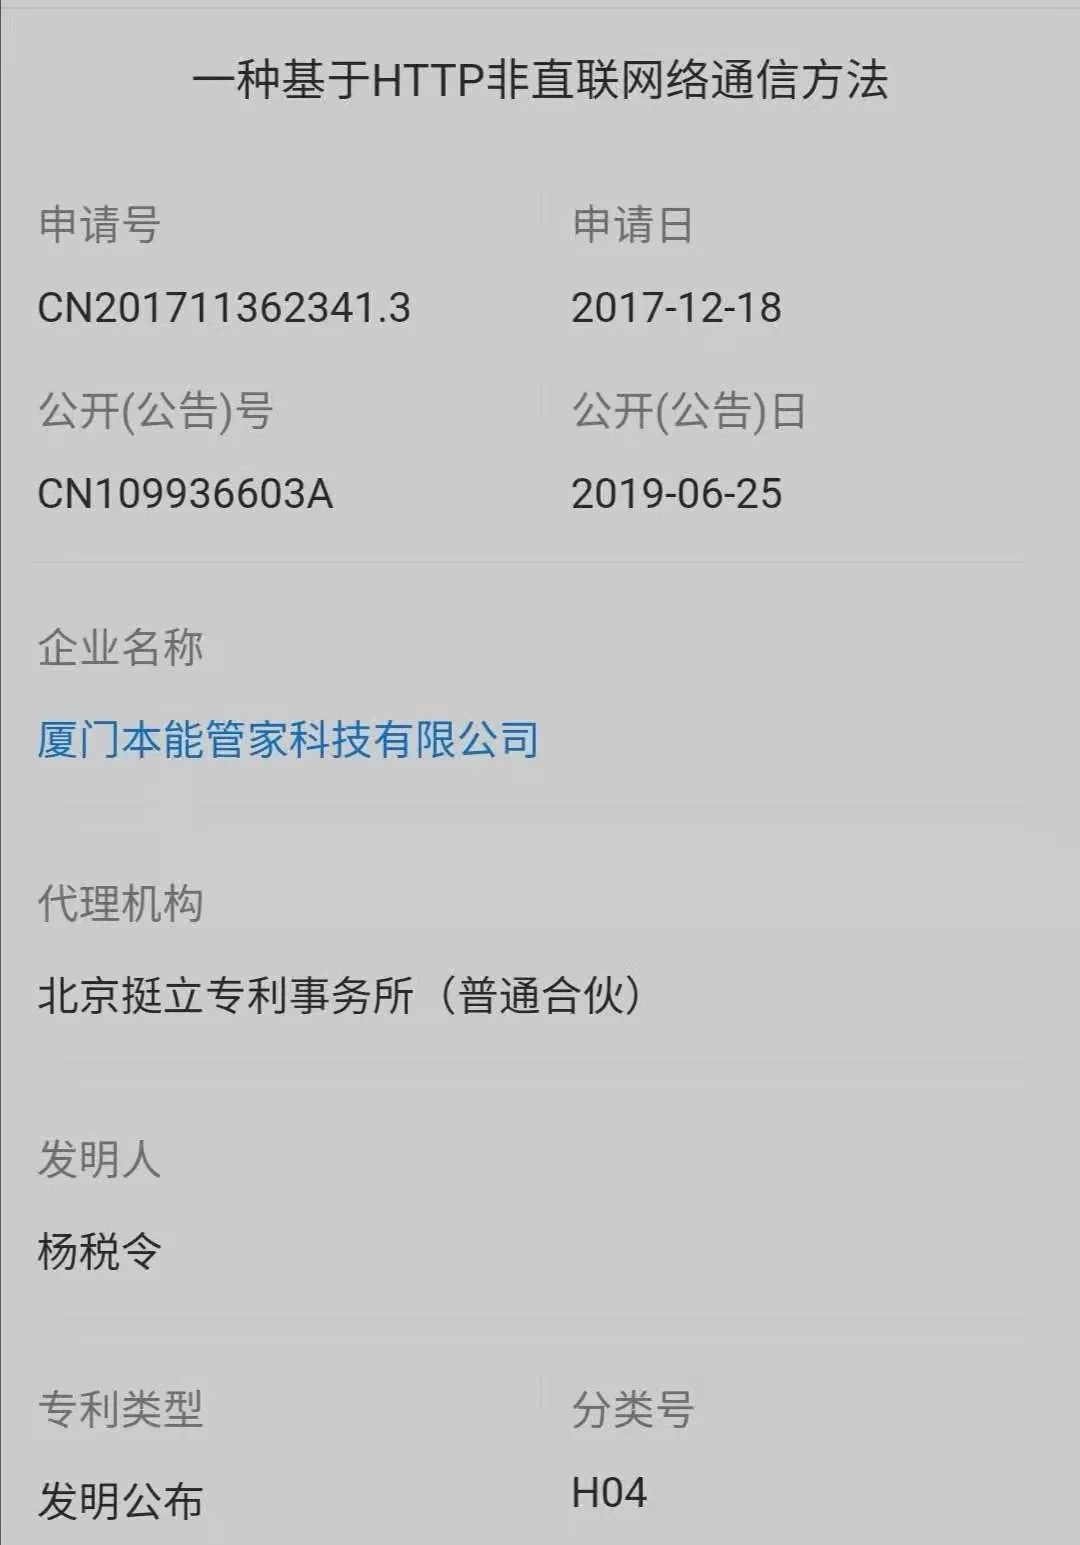 一种基于HTTP非直联网络通信方法
申请号
申请日
CN201711362341.3
2017-12-18
公开(公告)号
公开(公告)日
CN109936603A
2019-06-25
企业名称
厦门本能管家科技有限公司
代理机构
北京挺立专利事务所（普通合伙）
发明人
杨税令
专利类型
分类号
发明公布
H04